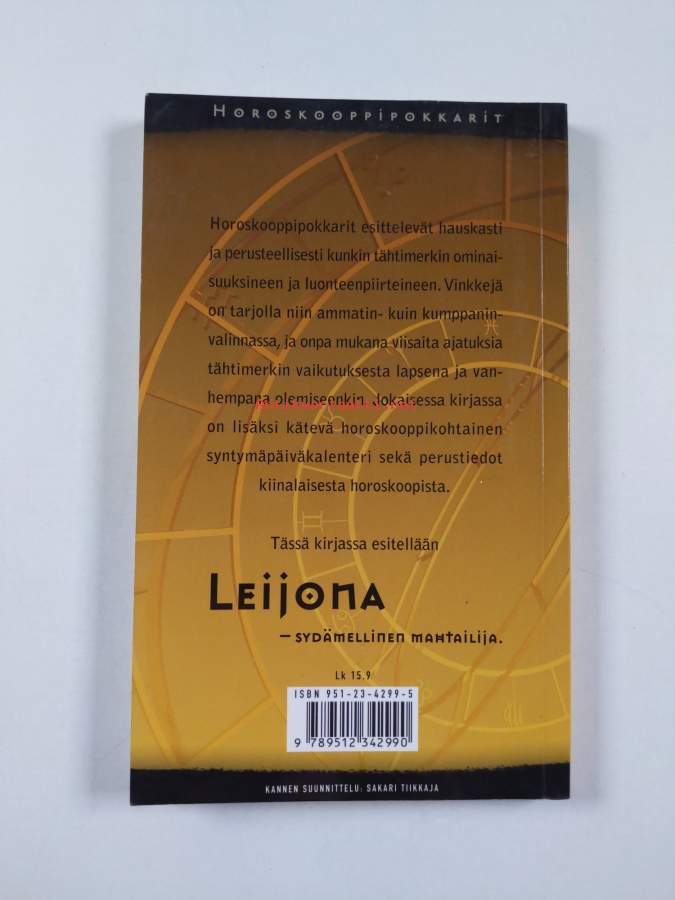 Horoskooppipokkarit
Horoskooppipokkarit esittelevät hauskasti
ja perusteellisesti kunkin tähtimerkin ominai-
suuksineen ja luonteenpiirteineen. Vinkkejä
on tarjolla niin ammatin- kuin kumppanin-
valinnassa, ja onpa mukana viisaita ajatuksia
tähtimerkin vaikutuksesta lapsena ja van-
hempana olemiseenkin. Jokaisessa kirjassa
on lisäksi kätevä horoskooppikohtainen
syntymäpäiväkalenteri sekä perustiedot
kiinalaisesta horoskoopista.
Tässä kirjassa esitellään
Leijona
– sydämellinen mahtailija.
Lk 15.9
ISBN 951-23-4299-5
9 789512 342990
KANNEN SUUNNITTELU: SAKARI TIIKKAJA